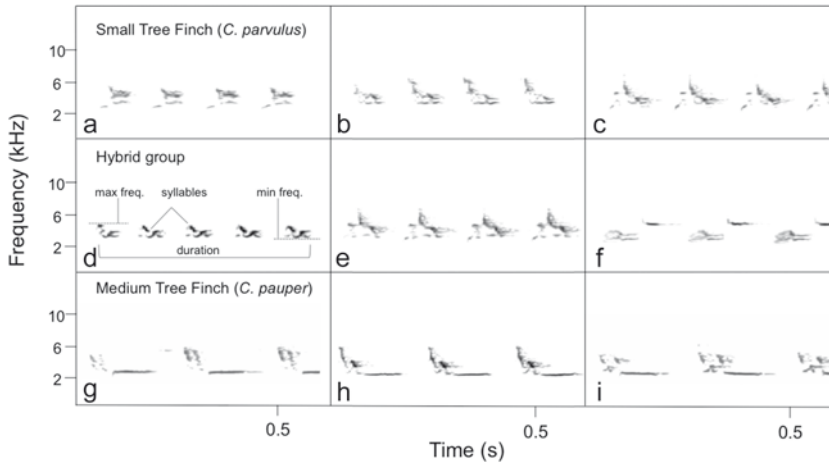 Small Tree Finch (C. parvulus)
10
6
2
a
b
c
Hybrid group
10
6
2
max freq.
syllables
min freq.
duration
d
e
f
Medium Tree Finch (C. pauper)
10
6
2
g
h
i
Frequency (kHz)
0.5
0.5
0.5
Time (s)